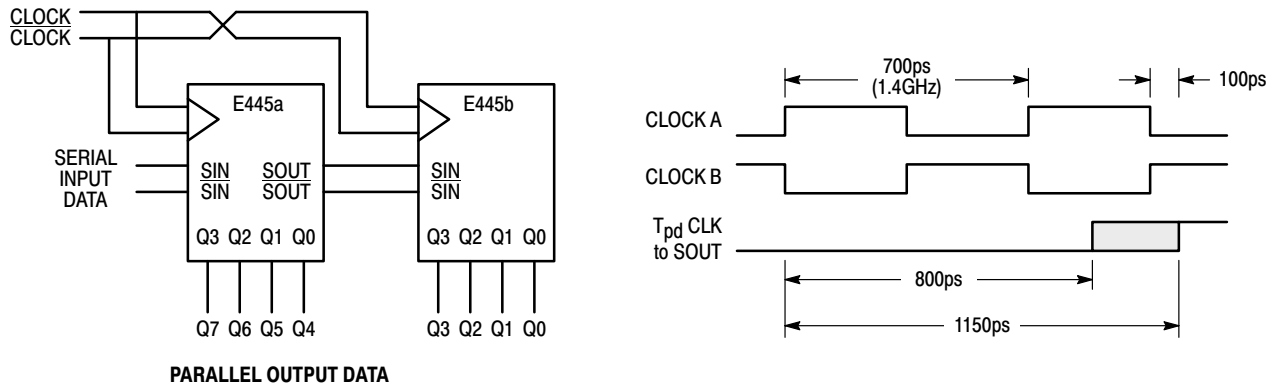 CLOCK
CLOCK
E445a
E445b
SERIAL
INPUT
DATA
SIN
SIN
SOUT
SOUT
SIN
SIN
Q3 Q2 Q1 Q0
Q3 Q2 Q1 Q0
Q7 Q6 Q5 Q4
Q3 Q2 Q1 Q0
PARALLEL OUTPUT DATA
700ps
(1.4GHz)
100ps
CLOCK A
CLOCK B
Tpd CLK
to SOUT
800ps
1150ps